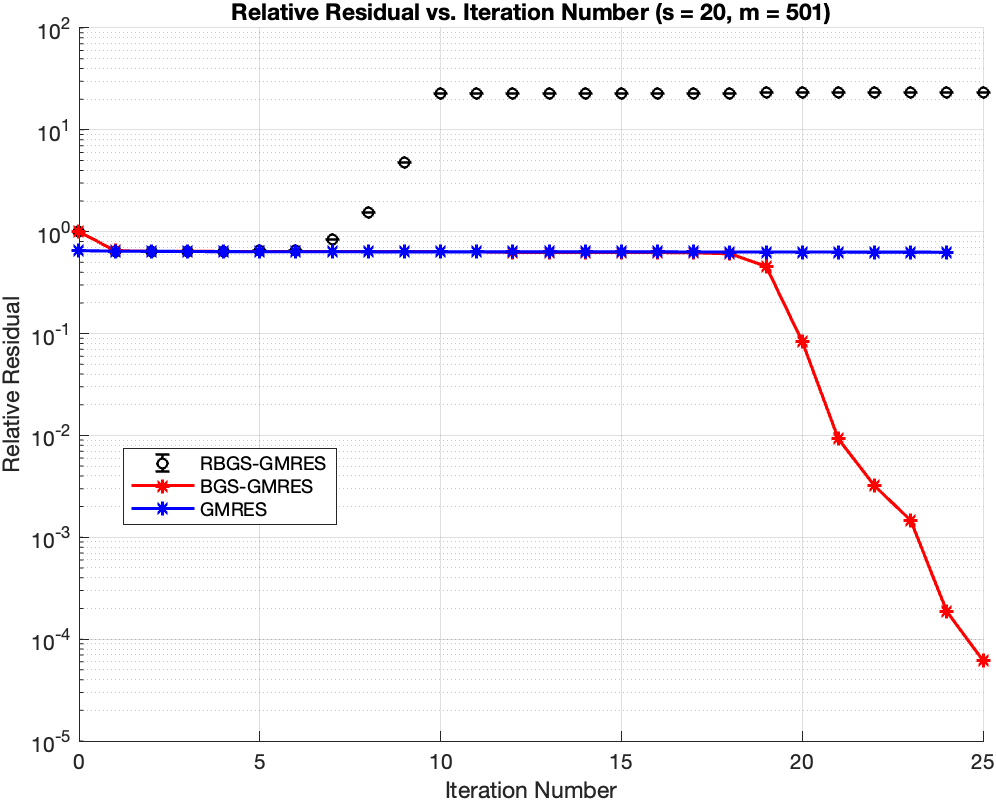 Relative Residual vs. Iteration Number (s = 20, m = 501)
10^2
10^1
10^0
10^-1
10^-2
10^-3
10^-4
10^-5
Relative Residual
RBGS-GMRES
BGS-GMRES
GMRES
0 5 10 15 20 25
Iteration Number